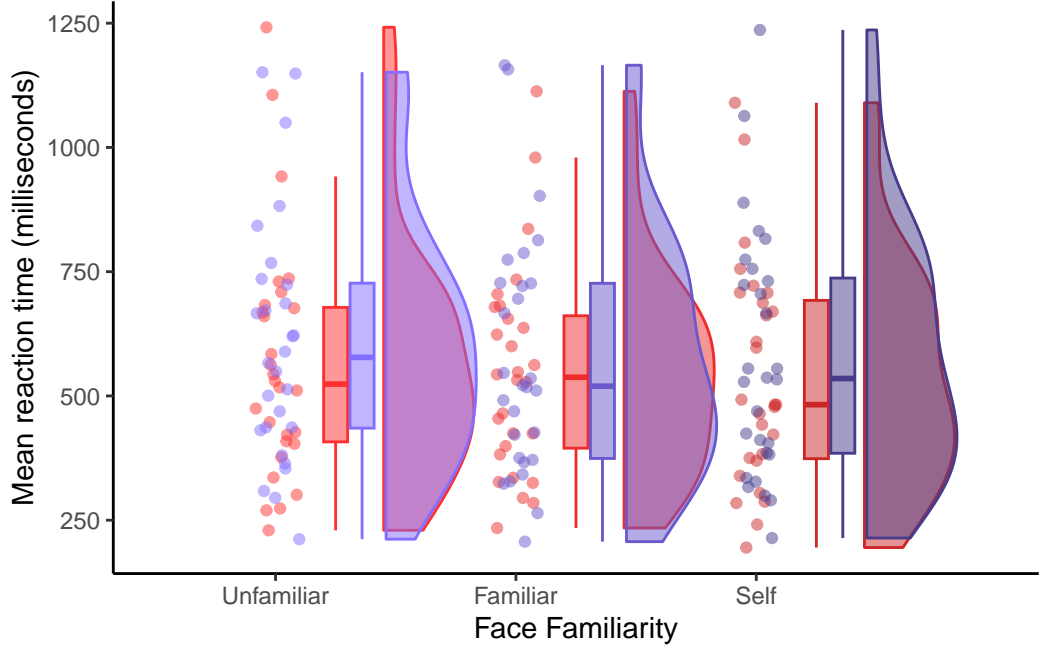 Mean reaction time (milliseconds)
1250
1000
750
500
250
Unfamiliar Familiar Self
Face Familiarity